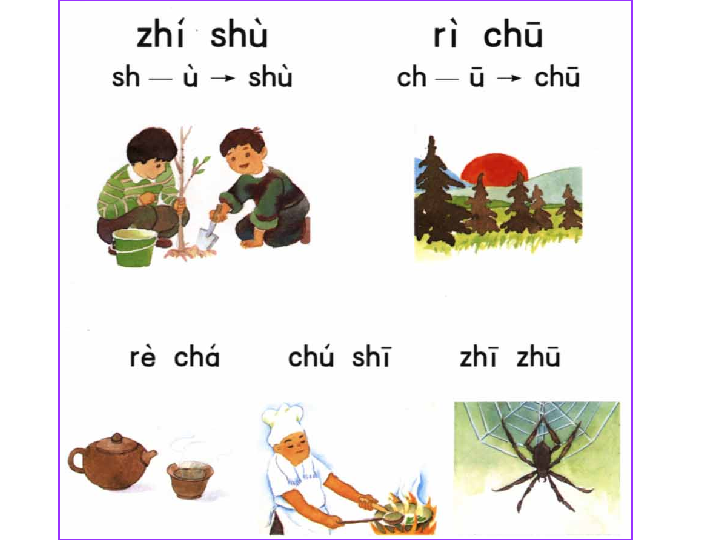 zhí shù rì chū
sh — ù → shù ch — ū → chū
rè chá chú shī zhī zhū